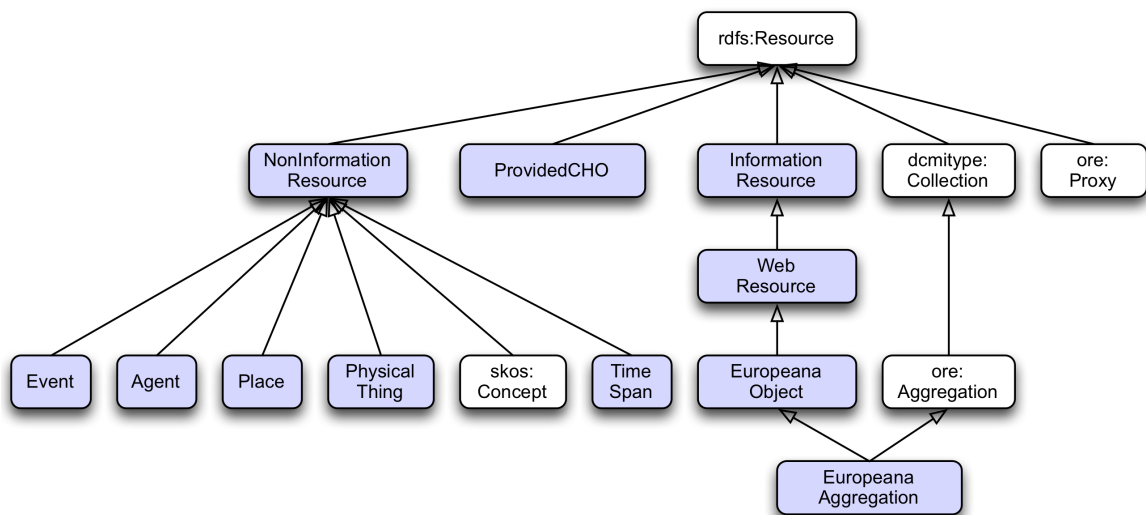 rdfs:Resource
NonInformation
Resource
ProvidedCHO
Information
Resource
dcmitype:
Collection
ore:
Proxy
Web
Resource
Event
Agent
Place
Physical
Thing
skos:
Concept
Time
Span
Europeana
Object
ore:
Aggregation
Europeana
Aggregation